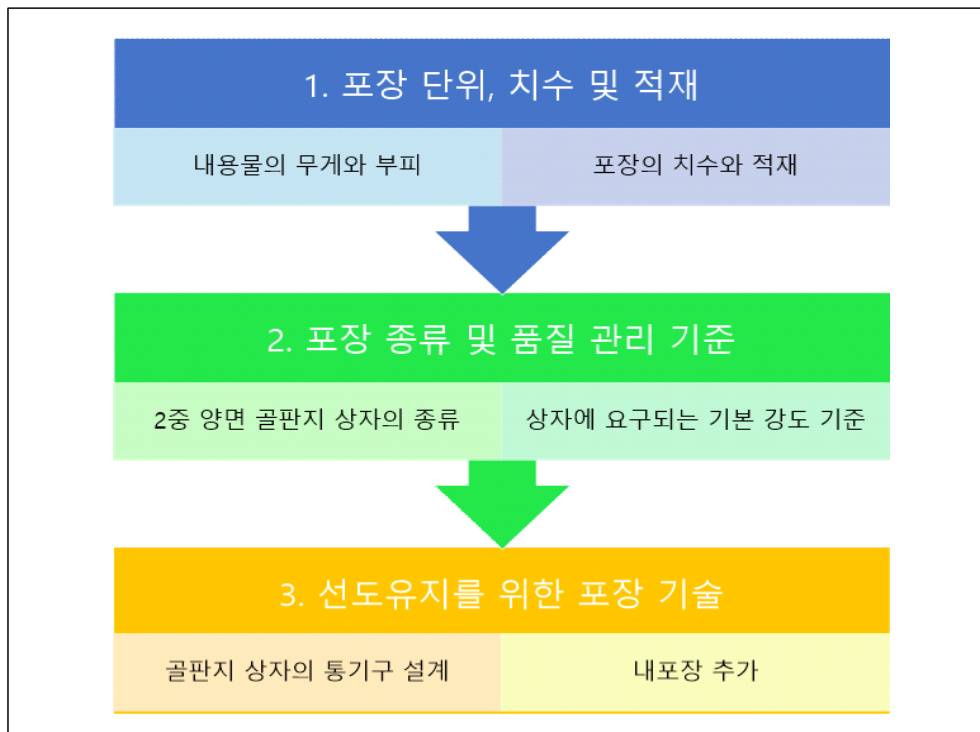 1. 포장 단위, 치수 및 적재
내용물의 무게와 부피
포장의 치수와 적재
2. 포장 종류 및 품질 관리 기준
2중 양면 골판지 상자의 종류
상자에 요구되는 기본 강도 기준
3. 선도유지를 위한 포장 기술
골판지 상자의 통기구 설계
내포장 추가